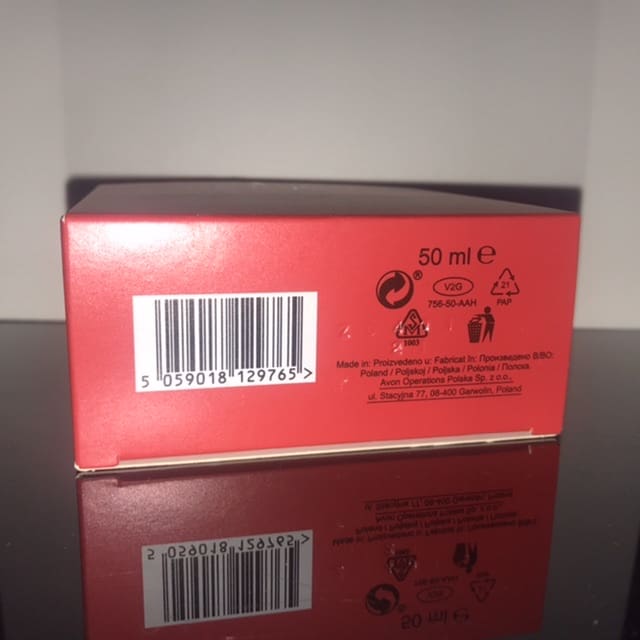 50 ml ℮
®
V2G
21
756-50-AAH
PAP
SM
1003
5 059018 129765 >
Made in: Proizvedeno u: Fabricat în: Произведено В/ВО:
Poland / Poljskoj / Poljska / Polonia / Полска.
Avon Operations Polska Sp. z o.o.,
ul. Stacyjna 77, 08-400 Garwolin, Poland